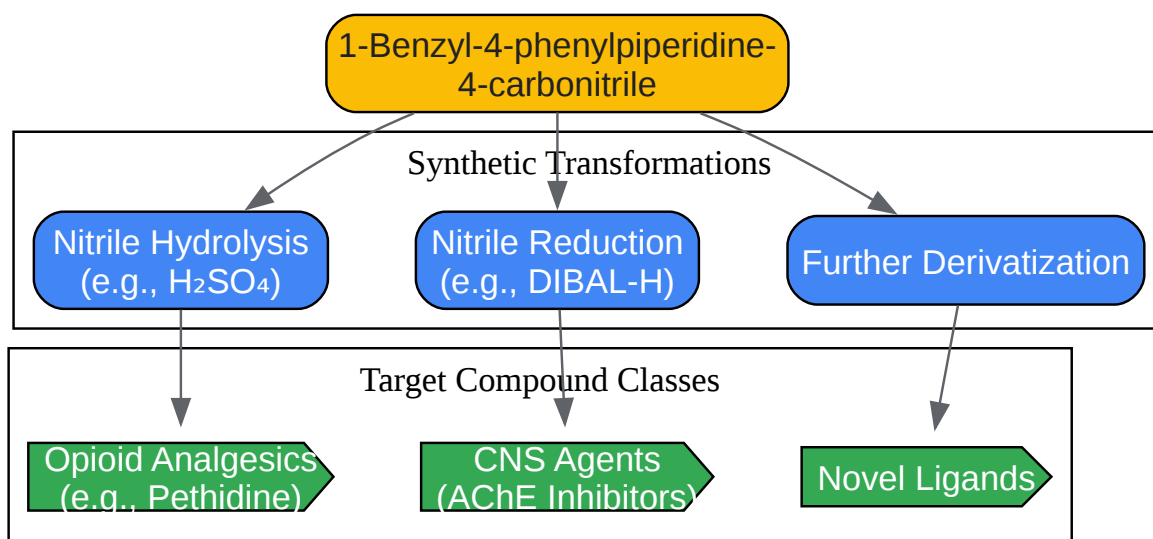 1-Benzyl-4-phenylpiperidine-
4-carbonitrile
Synthetic Transformations
Nitrile Hydrolysis
(e.g., H₂SO₄)
Nitrile Reduction
(e.g., DIBAL-H)
Further Derivatization
Target Compound Classes
Opioid Analgesics
(e.g., Pethidine)
CNS Agents
(AChE Inhibitors)
Novel Ligands